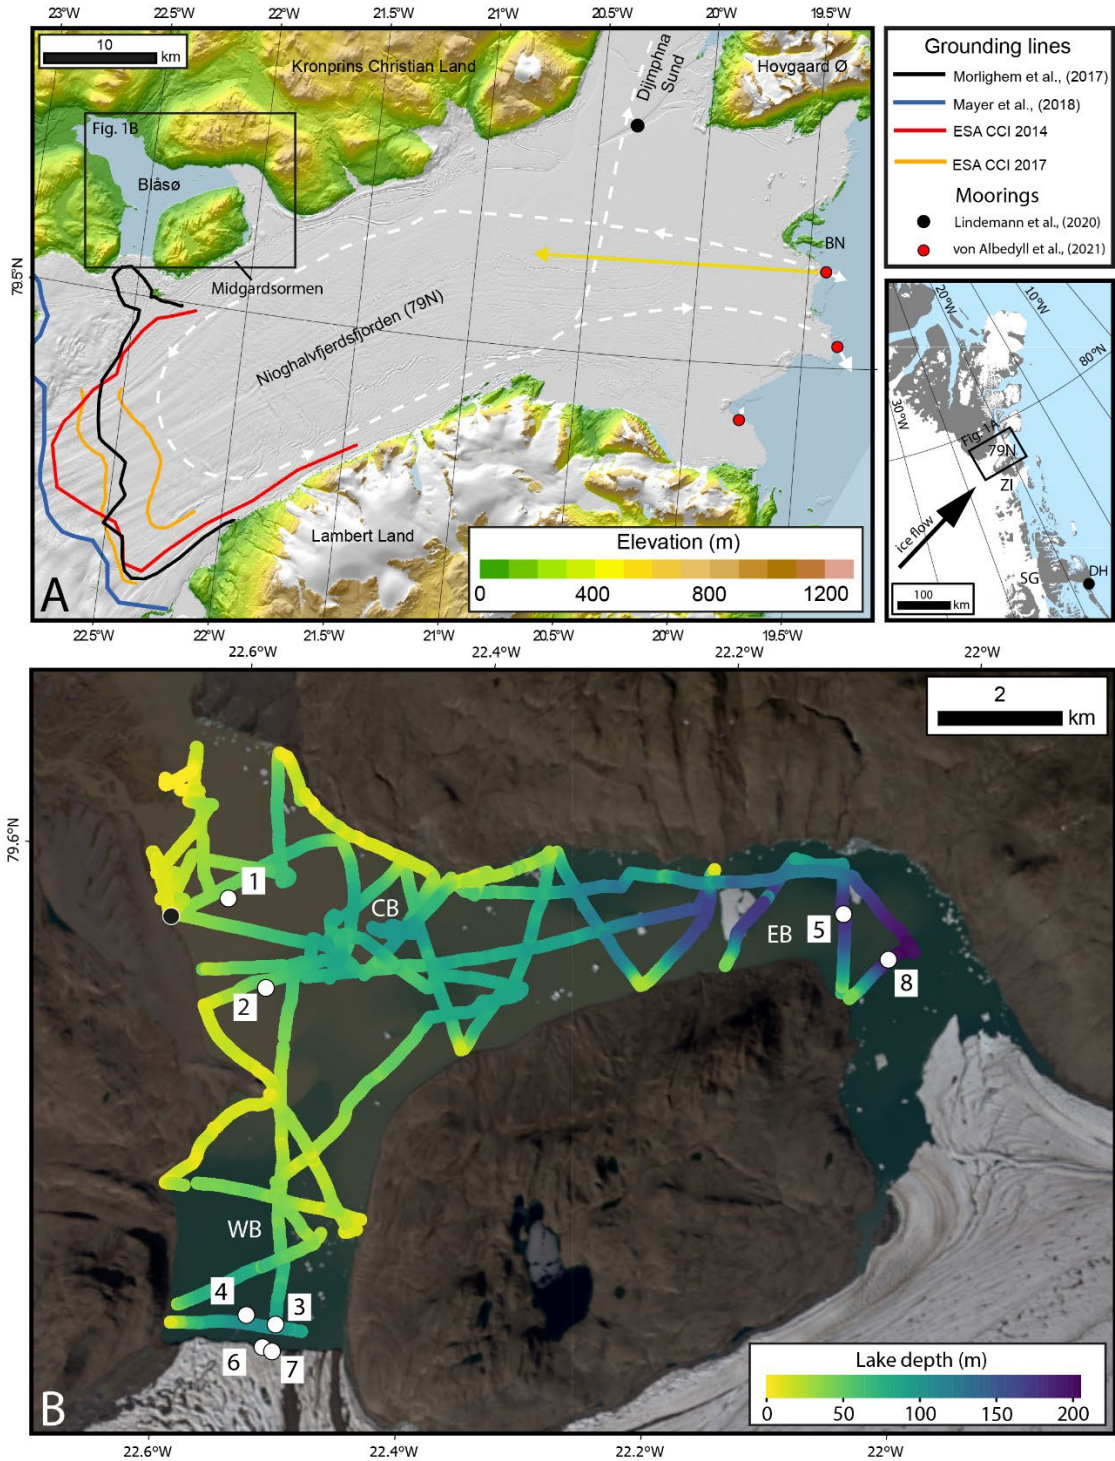 23°W 22.5°W 22°W 21.5°W 21°W 20.5°W 20°W 19.5°W
10
km
Kronprins Christian Land
Dijmphna
Sund
Hovgaard Ø
Fig. 1B
Blåsø
Midgardsormen
BN
79.5°N
Nioghalvfjerdsfjorden (79N)
Lambert Land
Elevation (m)
0 400 800 1200
A
22.5°W 22°W 21.5°W 21°W 20.5°W 20°W 19.5°W
Grounding lines
Morlighem et al., (2017)
Mayer et al., (2018)
ESA CCI 2014
ESA CCI 2017
Moorings
Lindemann et al., (2020)
von Albedyll et al., (2021)
20°W
10°W
80°N
30°W
Fig. 1A
79N
ZI
ice flow
SG
DH
100
km
22.6°W 22.4°W 22.2°W 22°W
2
km
79.6°N
1
CB
2
EB
5
8
WB
4
3
6
7
Lake depth (m)
0 50 100 150 200
B
22.6°W 22.4°W 22.2°W 22°W